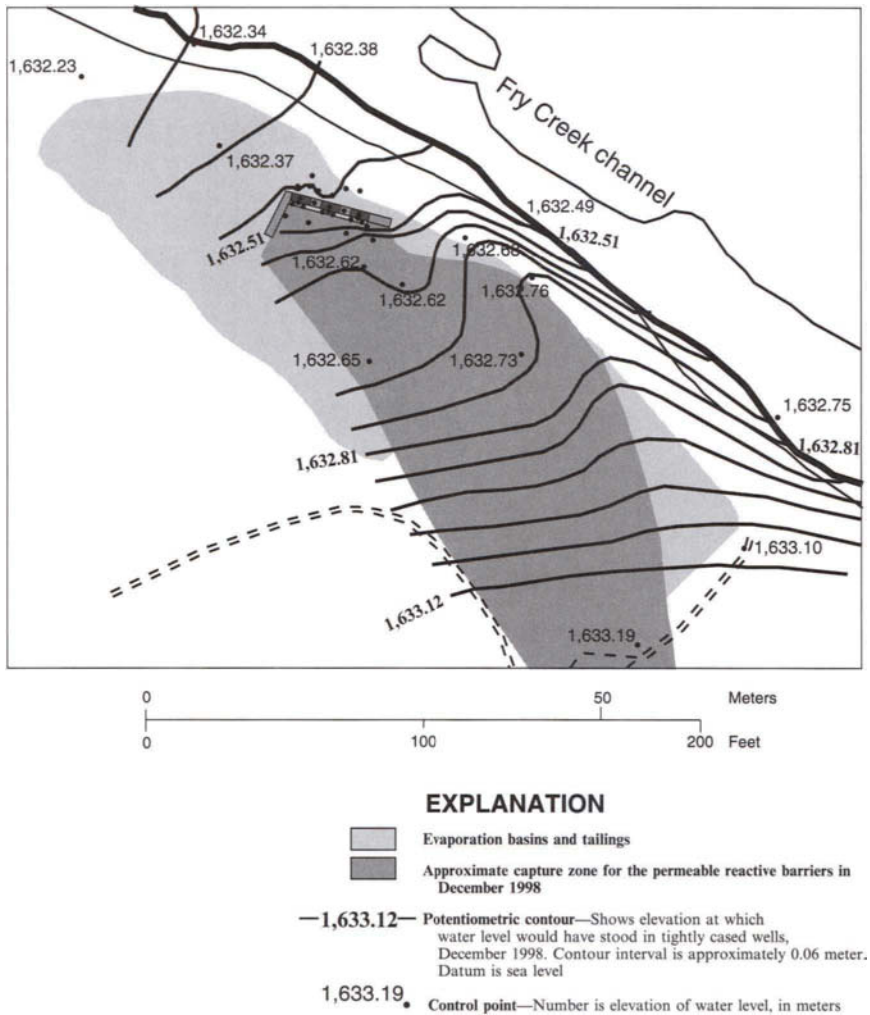 1,632.34
1,632.38
1,632.23
Fry Creek channel
1,632.37
1,632.49
1,632.51
1,632.51
1,632.68
1,632.62
1,632.76
1,632.62
1,632.65
1,632.73
1,632.75
1,632.81
1,632.81
1,633.10
1,633.12
1,633.19
0 50 Meters
0 100 200 Feet
EXPLANATION
Evaporation basins and tailings
Approximate capture zone for the permeable reactive barriers in
December 1998
1,633.12 Potentiometric contour—Shows elevation at which
water level would have stood in tightly cased wells,
December 1998. Contour interval is approximately 0.06 meter.
Datum is sea level
1,633.19 Control point—Number is elevation of water level, in meters